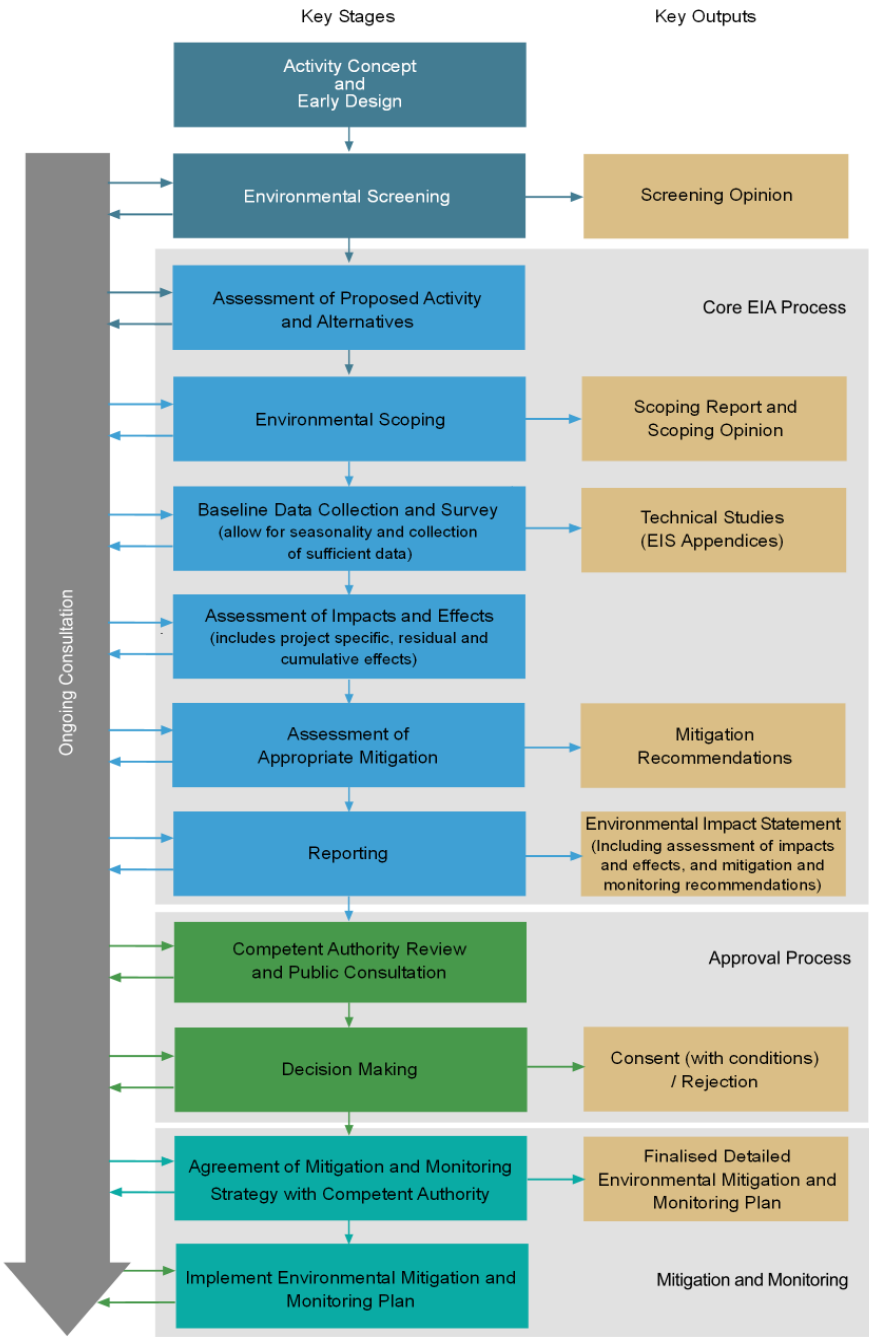 Key Stages
Key Outputs
Activity Concept
and
Early Design
Environmental Screening
Screening Opinion
Assessment of Proposed Activity
and Alternatives
Core EIA Process
Environmental Scoping
Scoping Report and
Scoping Opinion
Baseline Data Collection and Survey
(allow for seasonality and collection
of sufficient data)
Technical Studies
(EIS Appendices)
Assessment of Impacts and Effects
(includes project specific, residual and
cumulative effects)
Ongoing Consultation
Assessment of
Appropriate Mitigation
Mitigation
Recommendations
Reporting
Environmental Impact Statement
(Including assessment of impacts
and effects, and mitigation and
monitoring recommendations)
Competent Authority Review
and Public Consultation
Approval Process
Decision Making
Consent (with conditions)
/ Rejection
Agreement of Mitigation and Monitoring
Strategy with Competent Authority
Finalised Detailed
Environmental Mitigation and
Monitoring Plan
Implement Environmental Mitigation and
Monitoring Plan
Mitigation and Monitoring